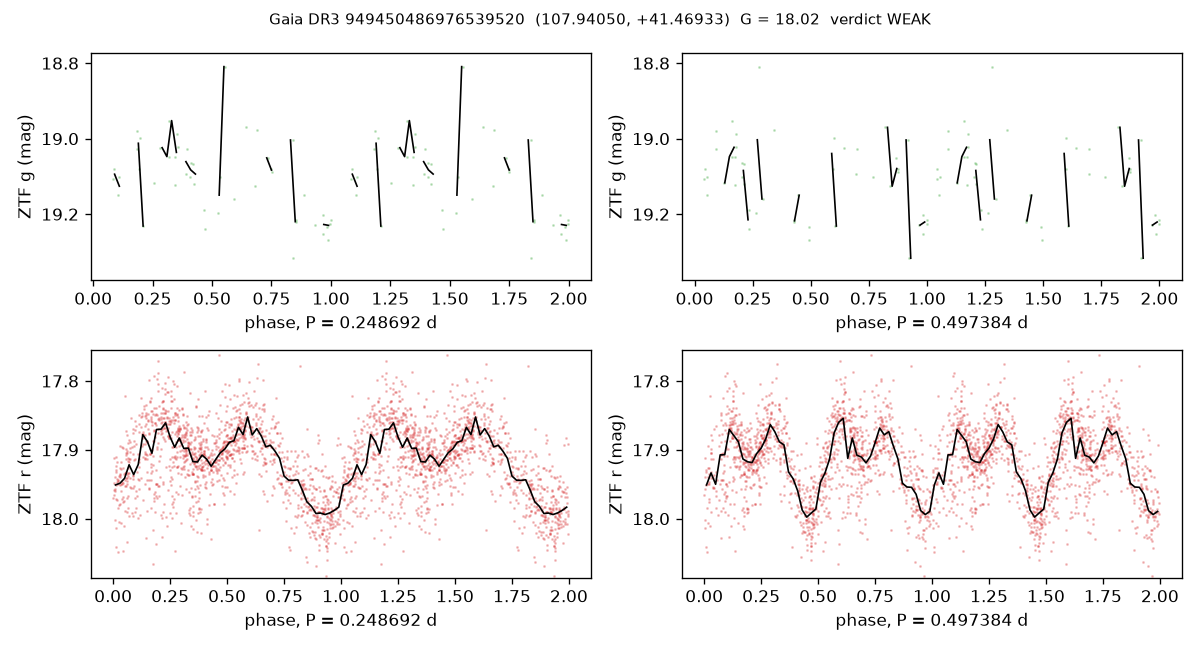 Gaia DR3 949450486976539520 (107.94050, +41.46933) G = 18.02 verdict WEAK
ZTF g (mag)
18.8
19.0
19.2
0.00 0.25 0.50 0.75 1.00 1.25 1.50 1.75 2.00
phase, P = 0.248692 d
ZTF g (mag)
18.8
19.0
19.2
0.00 0.25 0.50 0.75 1.00 1.25 1.50 1.75 2.00
phase, P = 0.497384 d
ZTF r (mag)
17.8
17.9
18.0
0.00 0.25 0.50 0.75 1.00 1.25 1.50 1.75 2.00
phase, P = 0.248692 d
ZTF r (mag)
17.8
17.9
18.0
0.00 0.25 0.50 0.75 1.00 1.25 1.50 1.75 2.00
phase, P = 0.497384 d